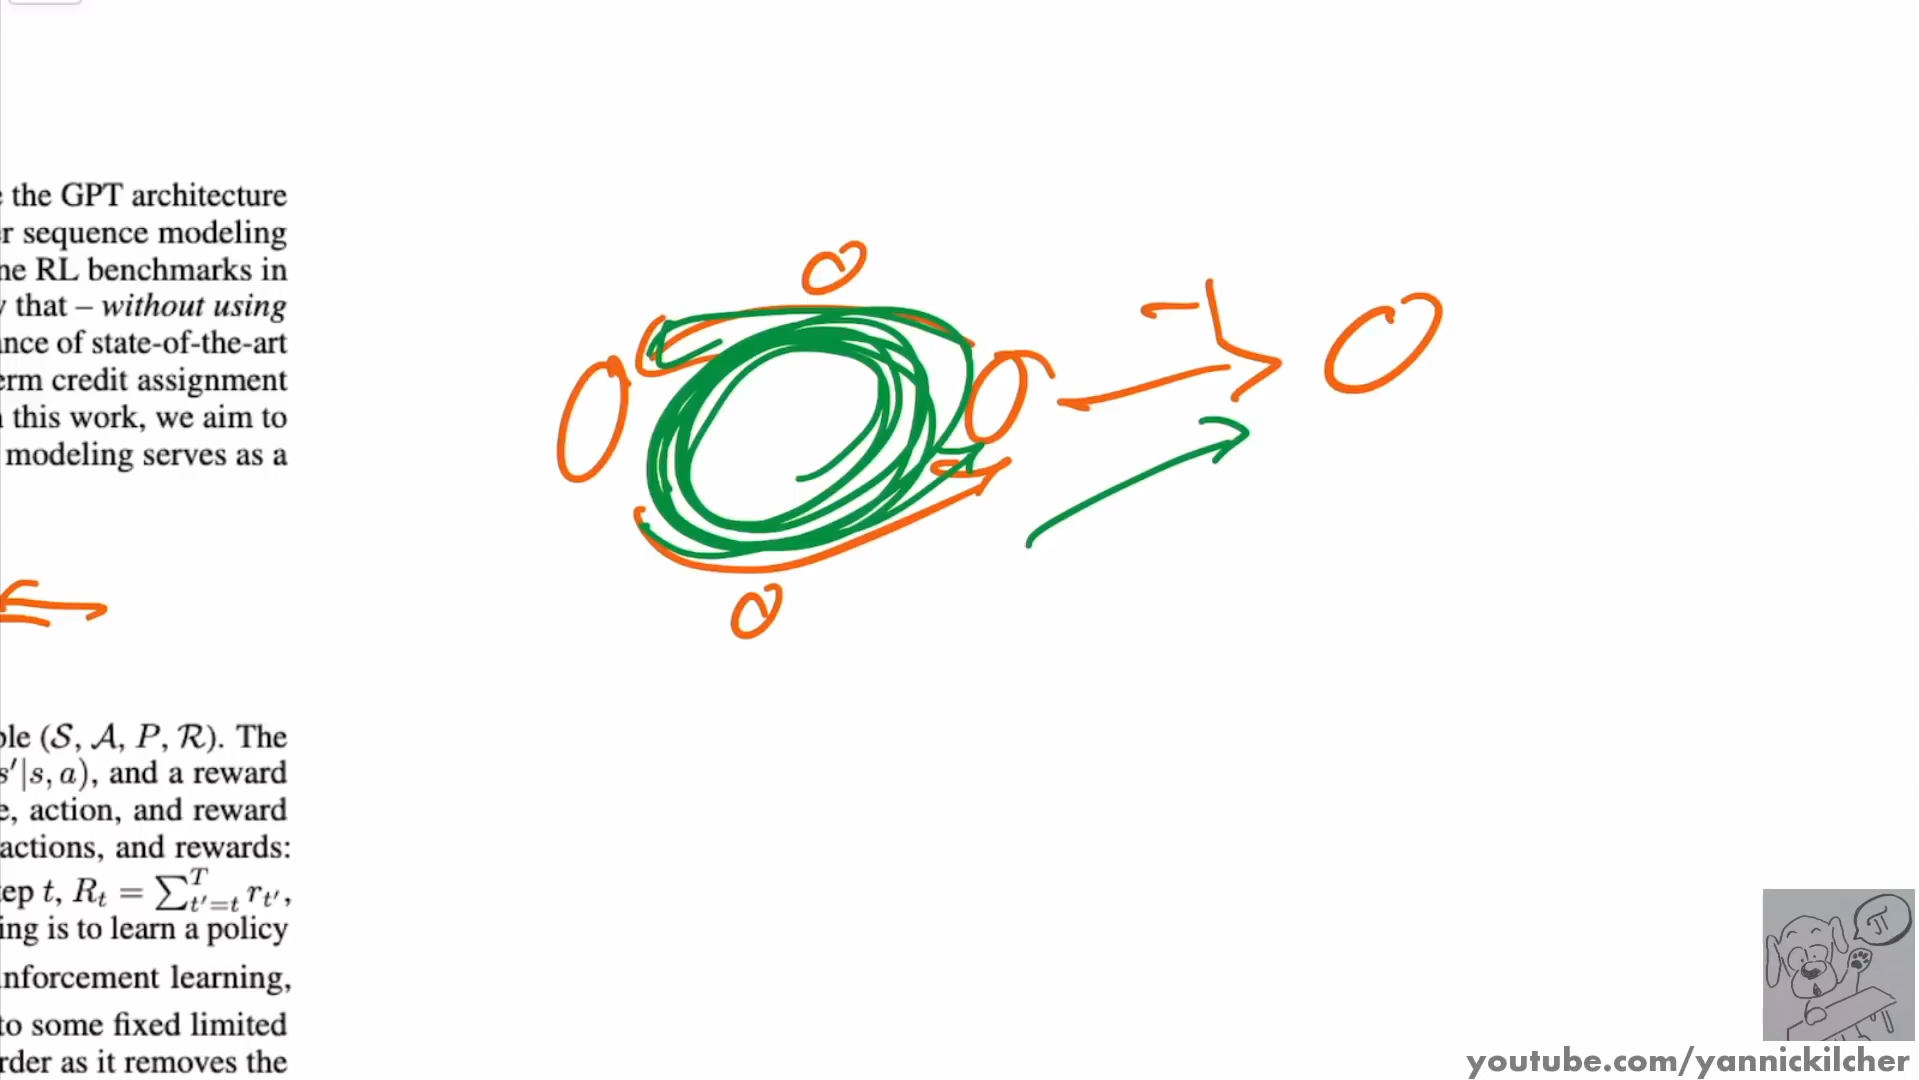 the GPT architecture
r sequence modeling
ne RL benchmarks in
that – without using
nce of state-of-the-art
erm credit assignment
this work, we aim to
modeling serves as a
ple (S, A, P, R). The
s′|s, a), and a reward
e, action, and reward
actions, and rewards:
ep t, R_t = ∑_{t′=t}^{T} r_{t′},
ing is to learn a policy
nforcement learning,
to some fixed limited
rder as it removes the
π
youtube.com/yannickilcher